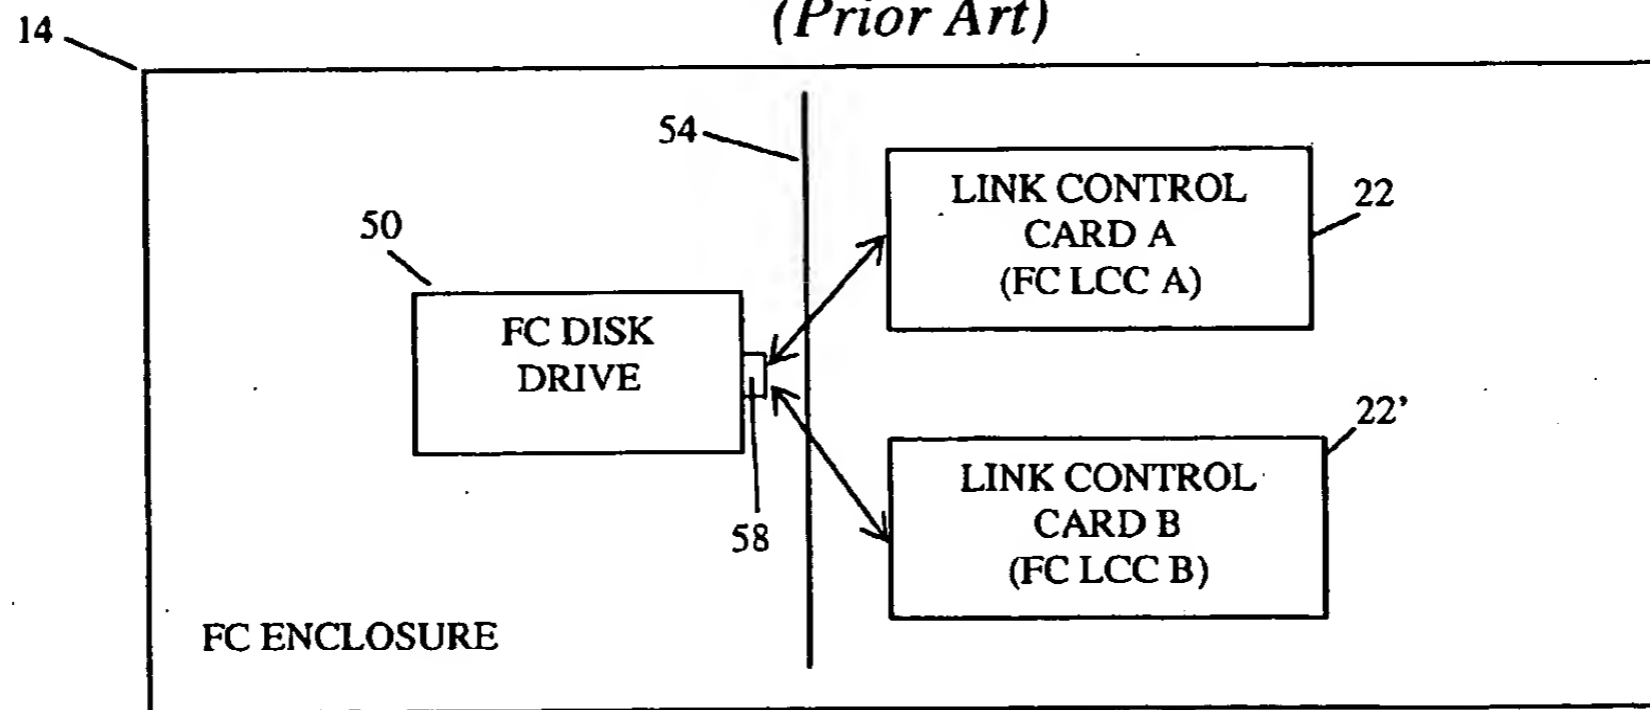 (Prior Art)
14
54
LINK CONTROL
CARD A
(FC LCC A)
22
50
FC DISK
DRIVE
22’
LINK CONTROL
CARD B
(FC LCC B)
58
FC ENCLOSURE